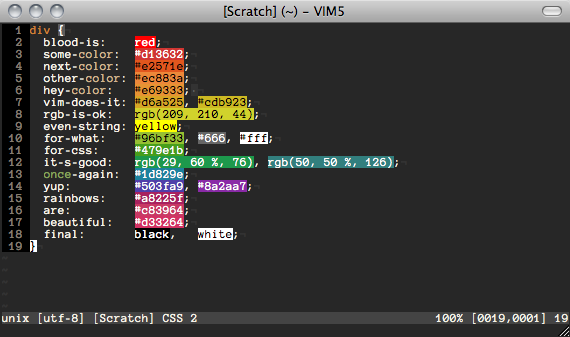 [Scratch] (~) – VIM5
1 div {
2 blood-is: red;
3 some-color: #d13632;
4 next-color: #e2571e;
5 other-color: #ec883a;
6 hey-color: #e69333;
7 vim-does-it: #d6a525, #cdb923;
8 rgb-is-ok: rgb(209, 210, 44);
9 even-string: yellow;
10 for-what: #96bf33, #666, #fff;
11 for-css: #479e1b;
12 it-s-good: rgb(29, 60 %, 76), rgb(50, 50 %, 126);
13 once-again: #1d829e;
14 yup: #503fa9, #8a2aa7;
15 rainbows: #a8225f;
16 are: #c83964;
17 beautiful: #d33264;
18 final: black, white;
19 }
unix [utf-8] [Scratch] CSS 2 100% [0019,0001] 19